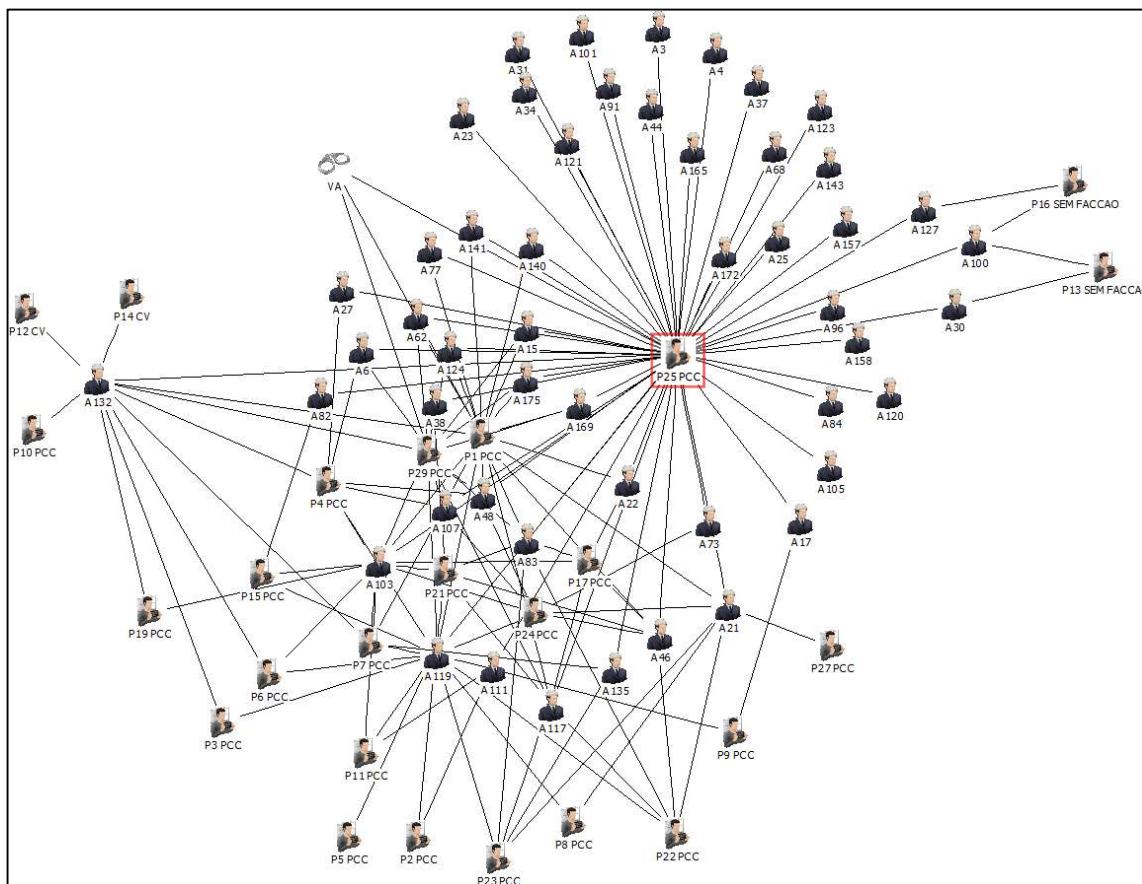 A3
A101
A4
A31
A37
A91
A34
A44
A123
A23
A121
A165
A68
A143
VA
P16 SEM FACCAO
A127
A157
A141
A25
A140
A77
A172
A100
P13 SEM FACCAO
A27
P14 CV
P12 CV
A96
A30
A62
A15
A158
A124
A6
P25 PCC
A132
A175
A82
A38
A169
A84
A120
P10 PCC
P1 PCC
P29 PCC
A105
P4 PCC
A22
A48
A107
A73
A17
A83
P17 PCC
A103
P21 PCC
P15 PCC
P19 PCC
P24 PCC
A21
A46
P27 PCC
P7 PCC
A119
P6 PCC
A111
A135
P3 PCC
A117
P9 PCC
P11 PCC
P8 PCC
P5 PCC
P2 PCC
P22 PCC
P23 PCC